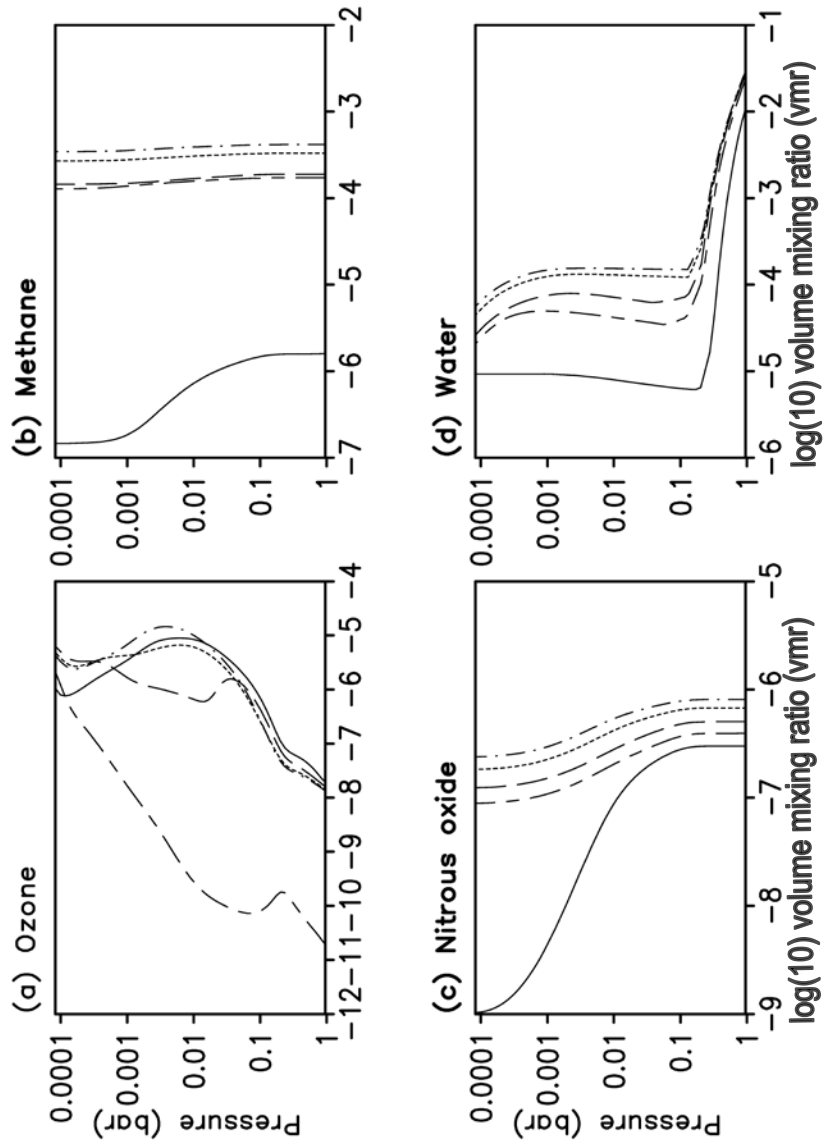 (a) Ozone
Pressure (bar)
0.0001
0.001
0.01
0.1
1
−12−11−10−9 −8 −7 −6 −5 −4
(b) Methane
0.0001
0.001
0.01
0.1
1
−7 −6 −5 −4 −3 −2
(c) Nitrous oxide
Pressure (bar)
0.0001
0.001
0.01
0.1
1
−9 −8 −7 −6 −5
log(10) volume mixing ratio (vmr)
(d) Water
0.0001
0.001
0.01
0.1
1
−6 −5 −4 −3 −2 −1
log(10) volume mixing ratio (vmr)